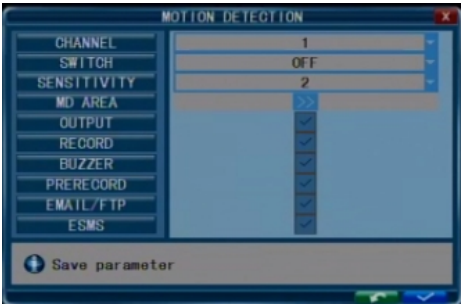 MOTION DETECTION X
CHANNEL 1
SWITCH OFF
SENSITIVITY 2
MD AREA >>
OUTPUT
RECORD
BUZZER
PRERECORD
EMAIL/FTP
ESMS
Save parameter